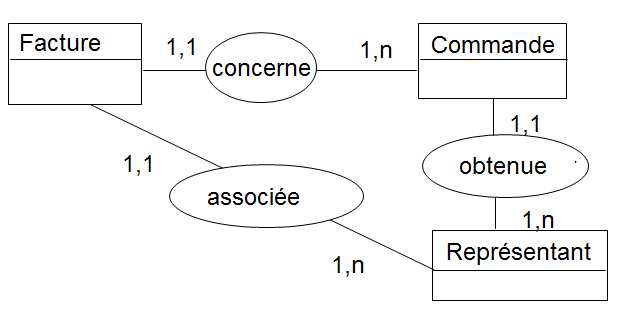 Facture
1,1
concerne
1,n
Commande
1,1
obtenue
1,n
Représentant
1,1
associée
1,n